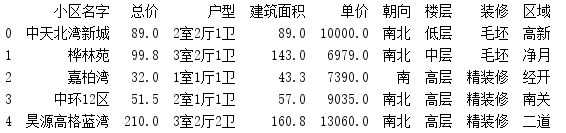 小区名字 总价 户型 建筑面积 单价 朝向 楼层 装修 区域
0 中天北湾新城 89.0 2室2厅1卫 89.0 10000.0 南北 低层 毛坯 高新
1 桦林苑 99.8 3室2厅1卫 143.0 6979.0 南北 中层 毛坯 净月
2 嘉柏湾 32.0 1室1厅1卫 43.3 7390.0 南 高层 精装修 经开
3 中环12区 51.5 2室1厅1卫 57.0 9035.0 南北 高层 精装修 南关
4 昊源高格蓝湾 210.0 3室2厅2卫 160.8 13060.0 南北 高层 精装修 二道